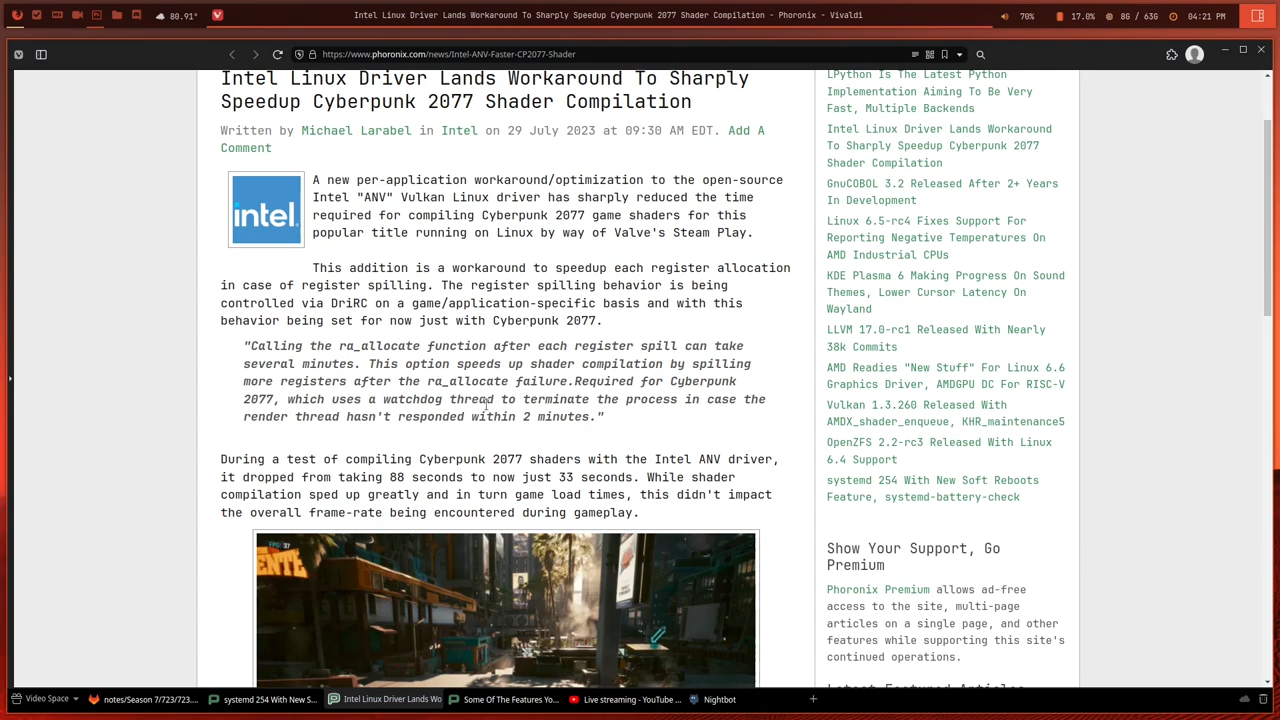 80.91°
Intel Linux Driver Lands Workaround To Sharply Speedup Cyberpunk 2077 Shader Compilation - Phoronix - Vivaldi
70%
17.0%
8G / 63G
04:21 PM
https://www.phoronix.com/news/Intel-ANV-Faster-CP2077-Shader
Intel Linux Driver Lands Workaround To Sharply
Speedup Cyberpunk 2077 Shader Compilation
Written by Michael Larabel in Intel on 29 July 2023 at 09:30 AM EDT. Add A
Comment
intel.
A new per-application workaround/optimization to the open-source
Intel "ANV" Vulkan Linux driver has sharply reduced the time
required for compiling Cyberpunk 2077 game shaders for this
popular title running on Linux by way of Valve's Steam Play.
This addition is a workaround to speedup each register allocation
in case of register spilling. The register spilling behavior is being
controlled via DriRC on a game/application-specific basis and with this
behavior being set for now just with Cyberpunk 2077.
"Calling the ra_allocate function after each register spill can take
several minutes. This option speeds up shader compilation by spilling
more registers after the ra_allocate failure.Required for Cyberpunk
2077, which uses a watchdog thread to terminate the process in case the
render thread hasn't responded within 2 minutes."
During a test of compiling Cyberpunk 2077 shaders with the Intel ANV driver,
it dropped from taking 88 seconds to now just 33 seconds. While shader
compilation sped up greatly and in turn game load times, this didn't impact
the overall frame-rate being encountered during gameplay.
LPython Is The Latest Python
Implementation Aiming To Be Very
Fast, Multiple Backends
Intel Linux Driver Lands Workaround
To Sharply Speedup Cyberpunk 2077
Shader Compilation
GnuCOBOL 3.2 Released After 2+ Years
In Development
Linux 6.5-rc4 Fixes Support For
Reporting Negative Temperatures On
AMD Industrial CPUs
KDE Plasma 6 Making Progress On Sound
Themes, Lower Cursor Latency On
Wayland
LLVM 17.0-rc1 Released With Nearly
38k Commits
AMD Readies "New Stuff" For Linux 6.6
Graphics Driver, AMDGPU DC For RISC-V
Vulkan 1.3.260 Released With
AMDX_shader_enqueue, KHR_maintenance5
OpenZFS 2.2-rc3 Released With Linux
6.4 Support
systemd 254 With New Soft Reboots
Feature, systemd-battery-check
Show Your Support, Go
Premium
Phoronix Premium allows ad-free
access to the site, multi-page
articles on a single page, and other
features while supporting this site's
continued operations.
Latest Featured Articles
Video Space
notes/Season 7/723/723...
systemd 254 With New S...
Intel Linux Driver Lands Wo
Some Of The Features Yo...
Live streaming - YouTube ...
Nightbot